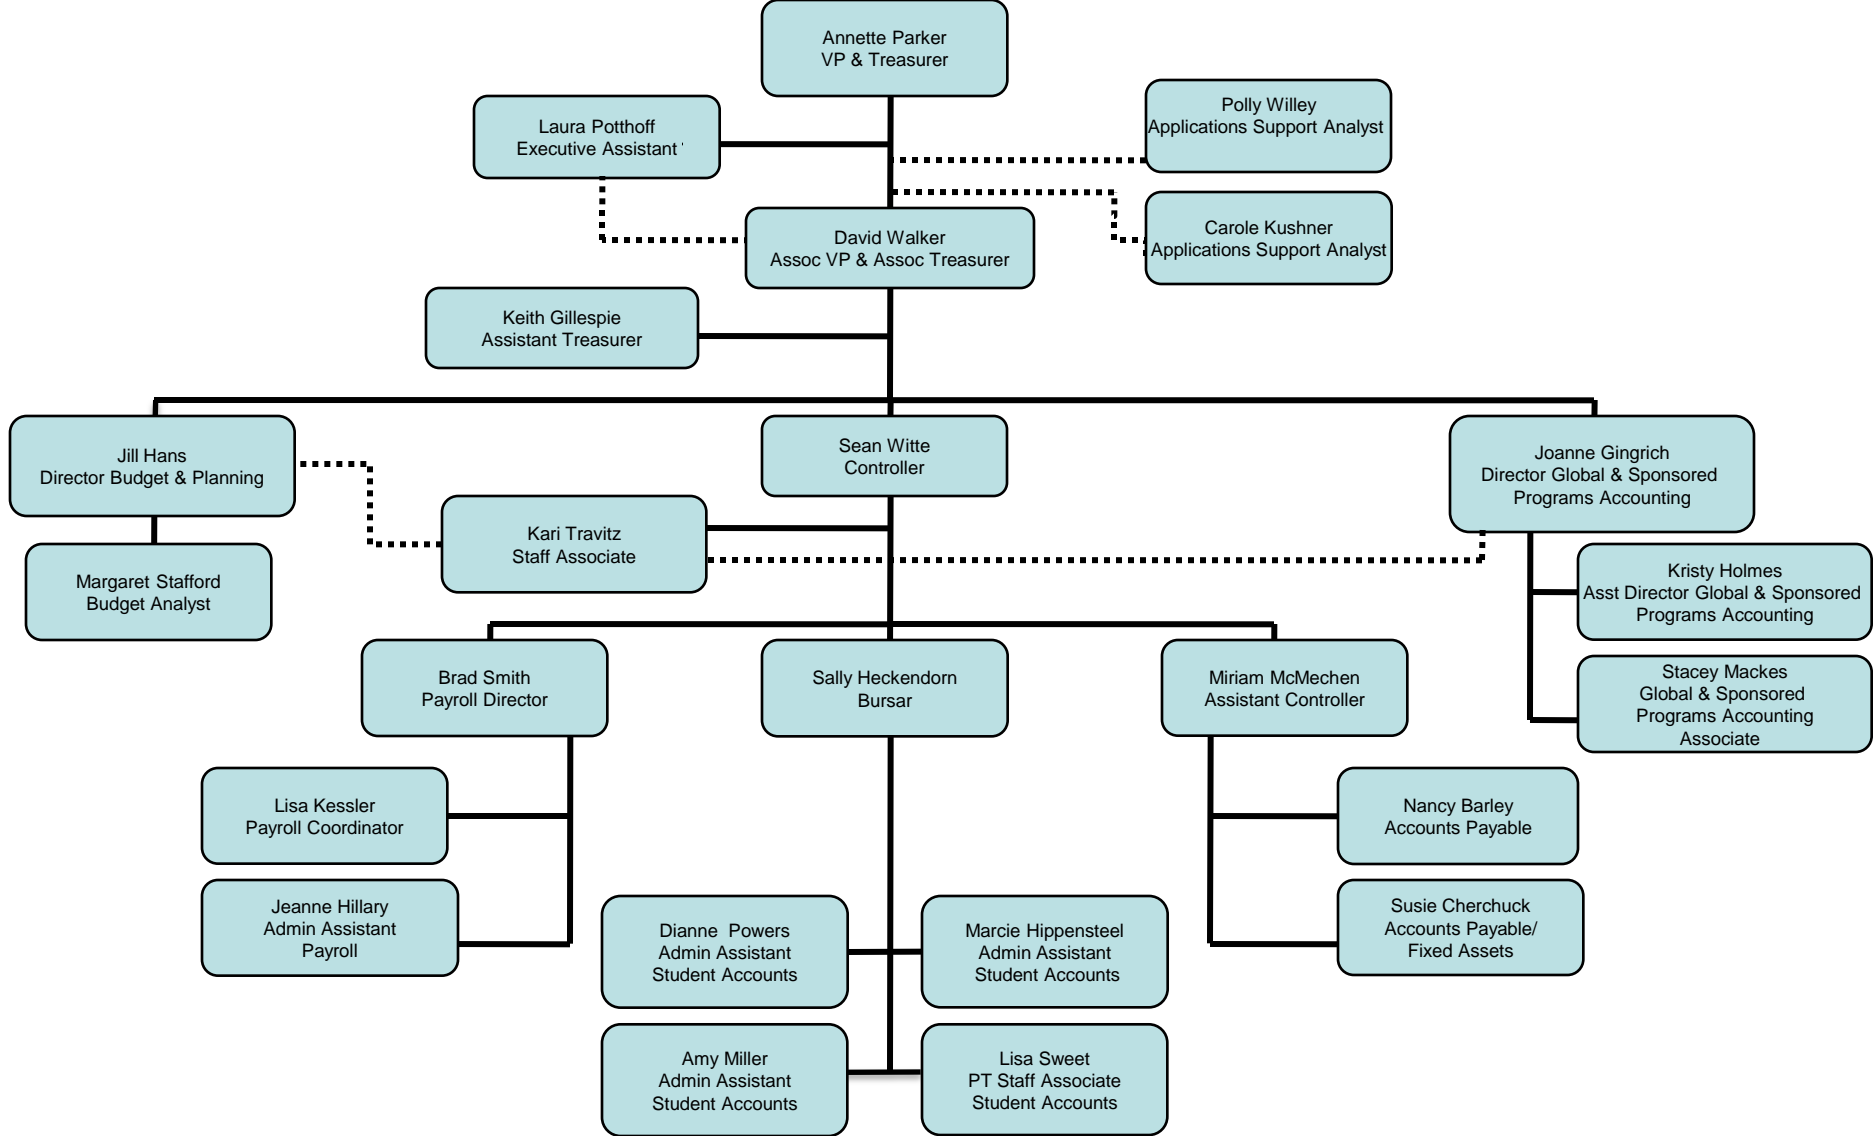 Annette Parker
VP & Treasurer
Laura Potthoff
Executive Assistant '
Polly Willey
Applications Support Analyst
David Walker
Assoc VP & Assoc Treasurer
Carole Kushner
Applications Support Analyst
Keith Gillespie
Assistant Treasurer
Jill Hans
Director Budget & Planning
Sean Witte
Controller
Joanne Gingrich
Director Global & Sponsored
Programs Accounting
Kari Travitz
Staff Associate
Margaret Stafford
Budget Analyst
Kristy Holmes
Asst Director Global & Sponsored
Programs Accounting
Brad Smith
Payroll Director
Sally Heckendorn
Bursar
Miriam McMechen
Assistant Controller
Stacey Mackes
Global & Sponsored
Programs Accounting
Associate
Lisa Kessler
Payroll Coordinator
Nancy Barley
Accounts Payable
Jeanne Hillary
Admin Assistant
Payroll
Dianne  Powers
Admin Assistant
Student Accounts
Marcie Hippensteel
Admin Assistant
Student Accounts
Susie Cherchuck
Accounts Payable/
Fixed Assets
Amy Miller
Admin Assistant
Student Accounts
Lisa Sweet
PT Staff Associate
Student Accounts